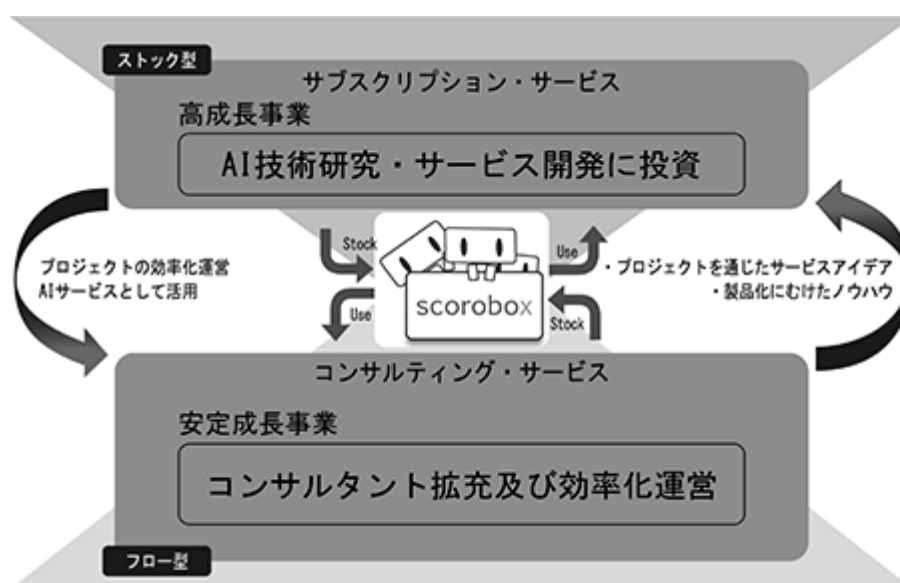 ストック型
サブスクリプション・サービス
高成長事業
AI技術研究・サービス開発に投資
Stock
Use
プロジェクトの効率化運営
AIサービスとして活用
scorobox
・プロジェクトを通じたサービスアイデア
・製品化にむけたノウハウ
Use
Stock
コンサルティング・サービス
安定成長事業
コンサルタント拡充及び効率化運営
フロー型